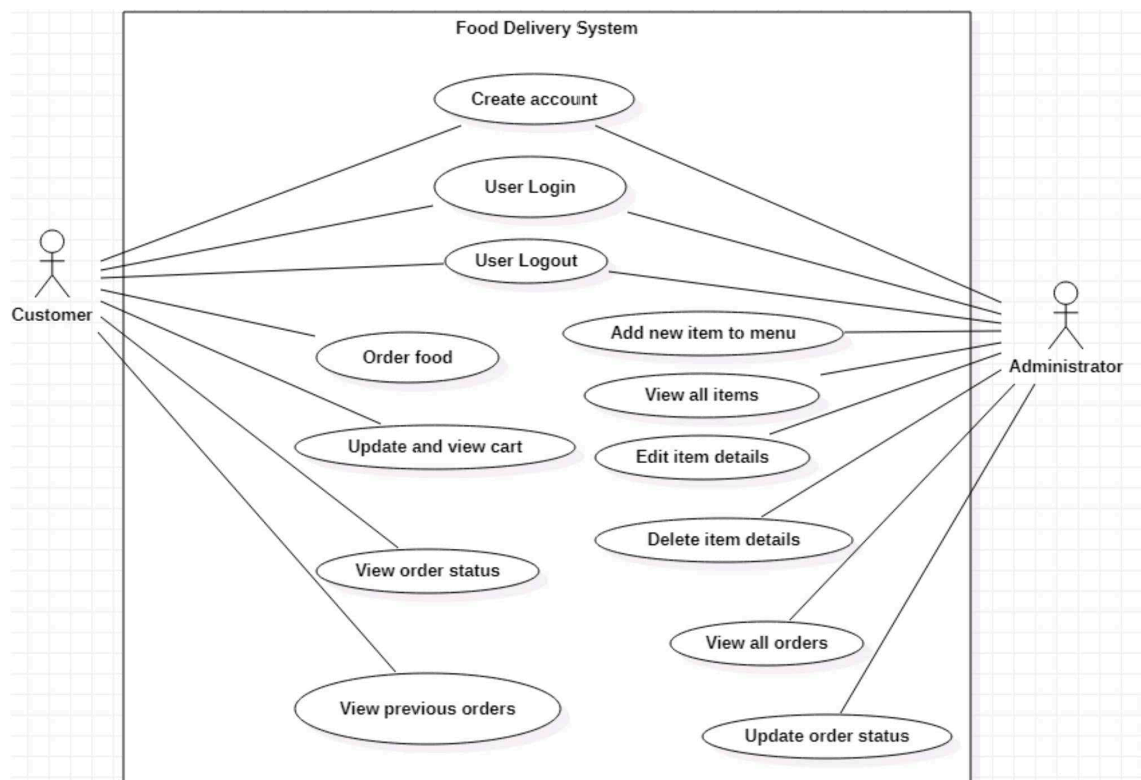 Food Delivery System
Create account
User Login
User Logout
Customer
Add new item to menu
Order food
Administrator
View all items
Update and view cart
Edit item details
Delete item details
View order status
View all orders
View previous orders
Update order status